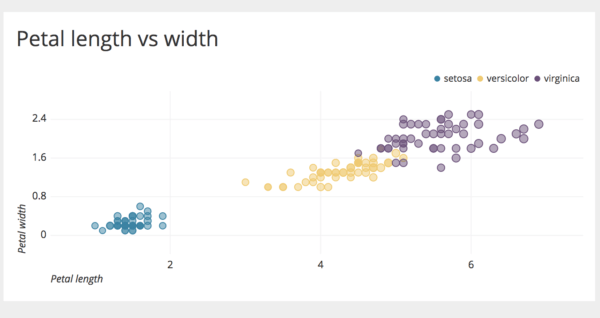 Petal length vs width
setosa versicolor virginica
2.4
1.6
0.8
0
Petal width
2 4 6
Petal length